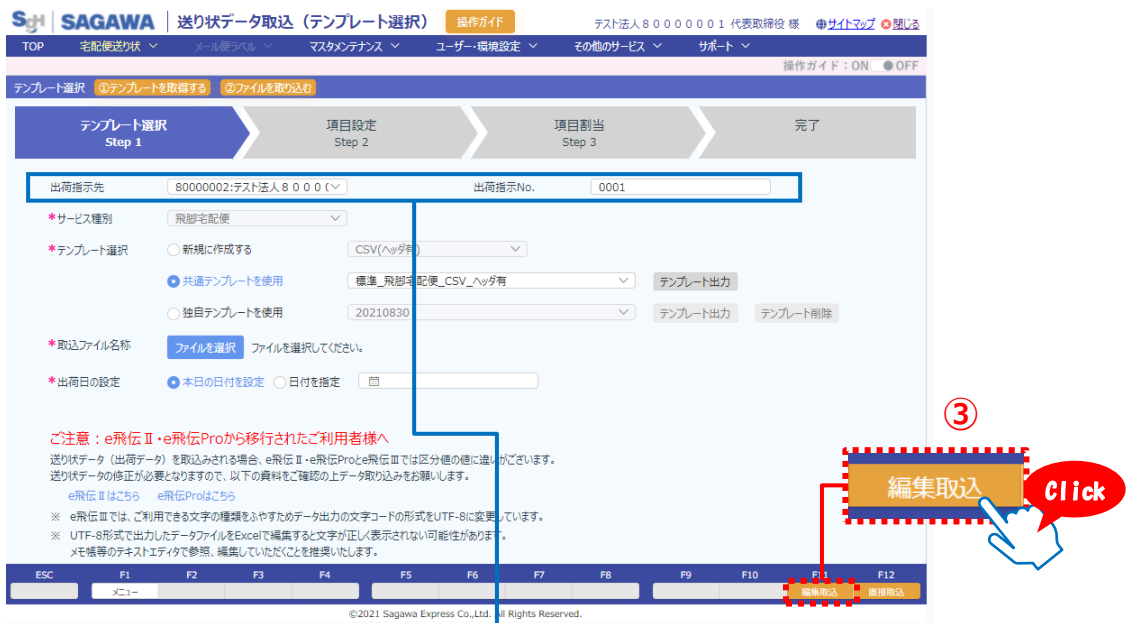 SGH SAGAWA 送り状データ取込（テンプレート選択） 操作ガイド テスト法人８００００００１ 代表取締役 様 サイトマップ 閉じる
TOP 宅配便送り状 メール便ラベル マスタメンテナンス ユーザー・環境設定 その他のサービス サポート
操作ガイド：ON OFF
テンプレート選択 ①テンプレートを取得する ②ファイルを取り込む
テンプレート選択 項目設定 項目割当 完了
Step 1 Step 2 Step 3
出荷指示先 80000002:テスト法人８０００( 出荷指示No. 0001
*サービス種別 飛脚宅配便
*テンプレート選択 新規に作成する CSV(ヘッダ有)
共通テンプレートを使用 標準_飛脚宅配便_CSV_ヘッダ有 テンプレート出力
独自テンプレートを使用 20210830 テンプレート出力 テンプレート削除
*取込ファイル名称 ファイルを選択 ファイルを選択してください。
*出荷日の設定 本日の日付を設定 日付を指定
③
編集取込
Click
ご注意：e飛伝Ⅱ・e飛伝Proから移行されたご利用者様へ
送り状データ（出荷データ）を取込みされる場合、e飛伝Ⅱ・e飛伝Proとe飛伝Ⅲでは区分値の値に違いがございます。
送り状データの修正が必要となりますので、以下の資料をご確認の上データ取り込みをお願いします。
e飛伝Ⅱはこちら e飛伝Proはこちら
※ e飛伝Ⅲでは、ご利用できる文字の種類をふやすためデータ出力の文字コードの形式をUTF-8に変更しています。
※ UTF-8形式で出力したデータファイルをExcelで編集すると文字が正しく表示されない可能性があります。
メモ帳等のテキストエディタで参照、編集していただくことを推奨いたします。
ESC F1 F2 F3 F4 F5 F6 F7 F8 F9 F10 F11 F12
メニュー 編集取込 直接取込
©2021 Sagawa Express Co.,Ltd. All Rights Reserved.